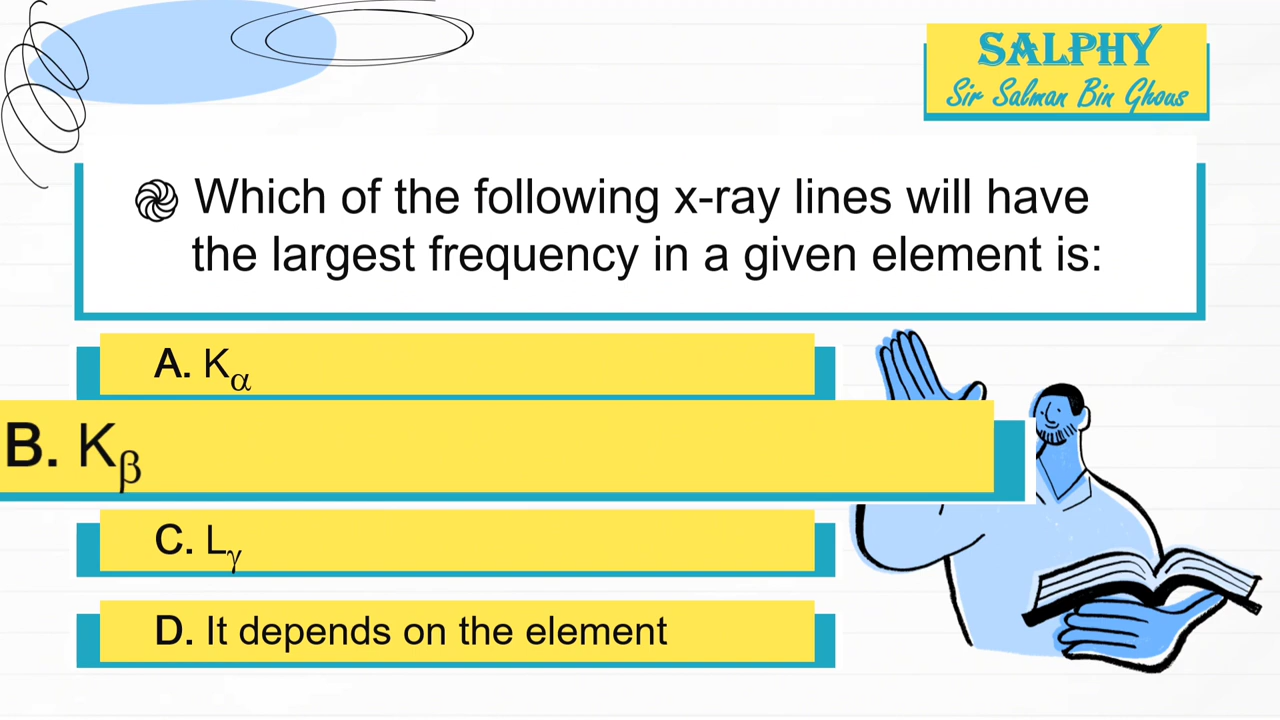 SALPHY
Sir Salman Bin Ghous
Which of the following x-ray lines will have
the largest frequency in a given element is:
A. Kα
B. Kβ
C. Lγ
D. It depends on the element